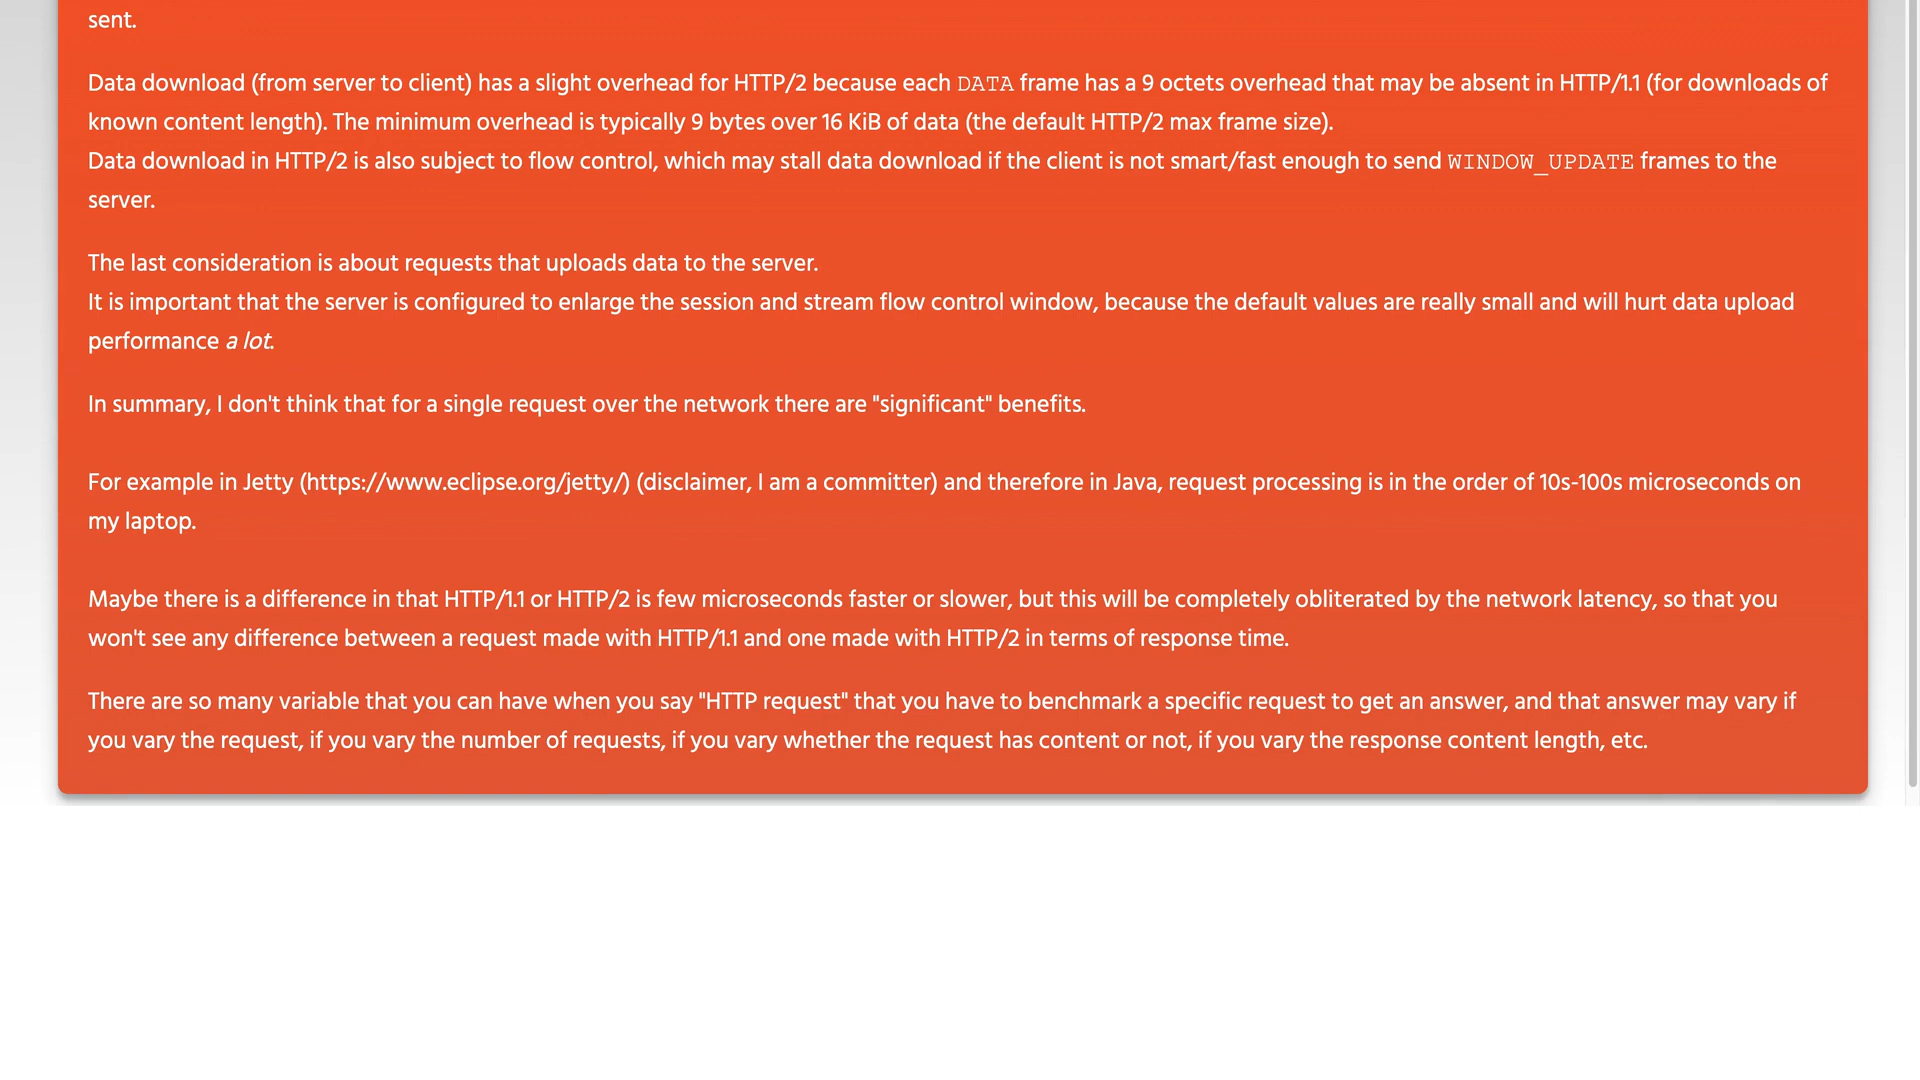 sent.
Data download (from server to client) has a slight overhead for HTTP/2 because each DATA frame has a 9 octets overhead that may be absent in HTTP/1.1 (for downloads of
known content length). The minimum overhead is typically 9 bytes over 16 KiB of data (the default HTTP/2 max frame size).
Data download in HTTP/2 is also subject to flow control, which may stall data download if the client is not smart/fast enough to send WINDOW_UPDATE frames to the
server.
The last consideration is about requests that uploads data to the server.
It is important that the server is configured to enlarge the session and stream flow control window, because the default values are really small and will hurt data upload
performance a lot.
In summary, I don't think that for a single request over the network there are "significant" benefits.
For example in Jetty (https://www.eclipse.org/jetty/) (disclaimer, I am a committer) and therefore in Java, request processing is in the order of 10s-100s microseconds on
my laptop.
Maybe there is a difference in that HTTP/1.1 or HTTP/2 is few microseconds faster or slower, but this will be completely obliterated by the network latency, so that you
won't see any difference between a request made with HTTP/1.1 and one made with HTTP/2 in terms of response time.
There are so many variable that you can have when you say "HTTP request" that you have to benchmark a specific request to get an answer, and that answer may vary if
you vary the request, if you vary the number of requests, if you vary whether the request has content or not, if you vary the response content length, etc.